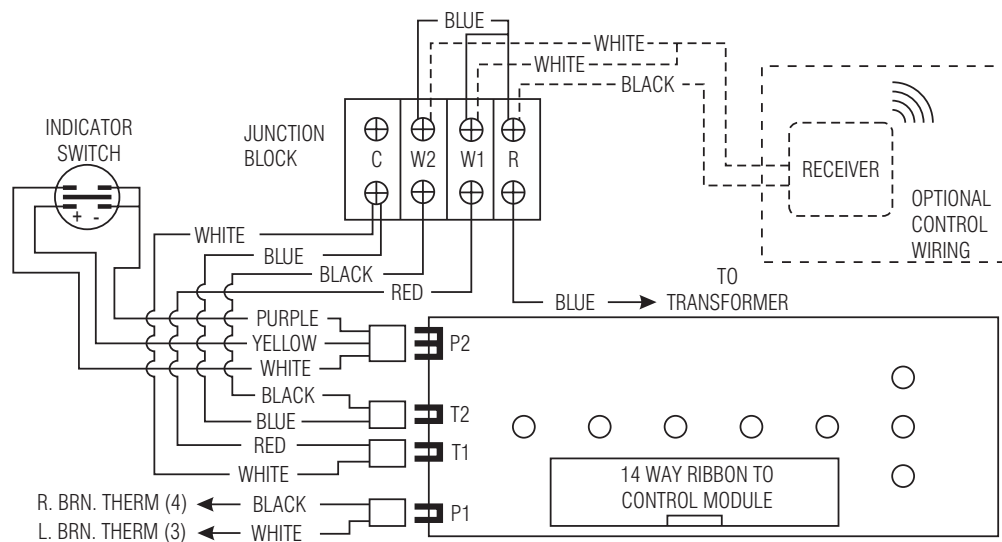 BLUE
WHITE
WHITE
BLACK
INDICATOR
SWITCH
+ -
JUNCTION
BLOCK
C W2 W1 R
RECEIVER
OPTIONAL
CONTROL
WIRING
WHITE
BLUE
BLACK
RED
BLUE
TO
TRANSFORMER
PURPLE
YELLOW
WHITE
P2
BLACK
BLUE
T2
RED
WHITE
T1
14 WAY RIBBON TO
CONTROL MODULE
R. BRN. THERM (4) BLACK
L. BRN. THERM (3) WHITE
P1